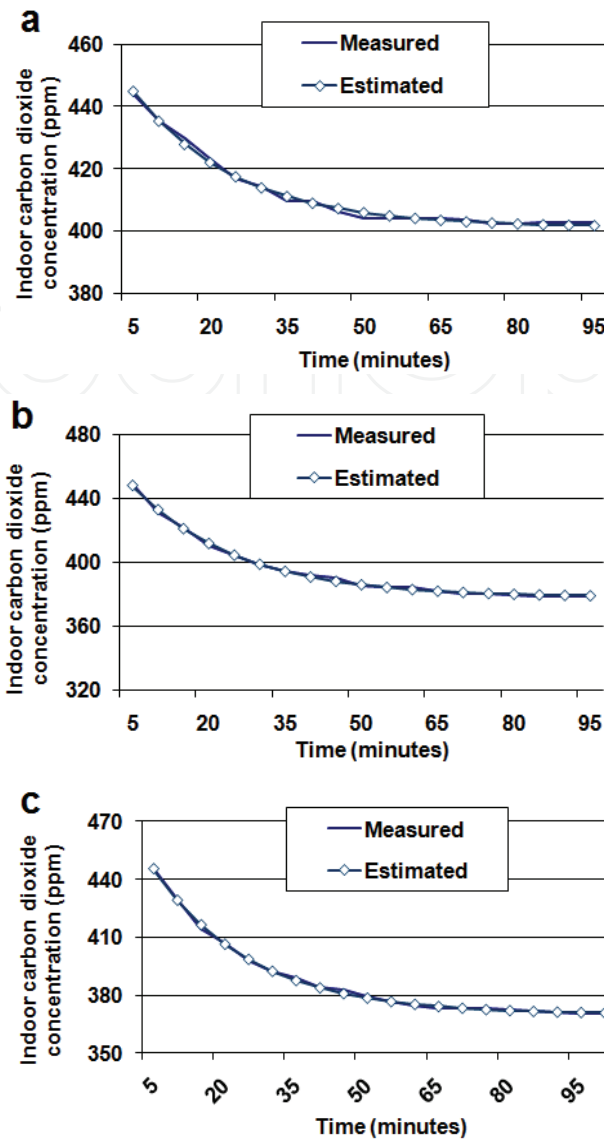 a
460
440
420
400
380
Indoor carbon dioxide
concentration (ppm)
Measured
Estimated
5 20 35 50 65 80 95
Time (minutes)
b
480
440
400
360
320
Indoor carbon dioxide
concentration (ppm)
Measured
Estimated
5 20 35 50 65 80 95
Time (minutes)
c
470
440
410
380
350
Indoor carbon dioxide
concentration (ppm)
Measured
Estimated
5 20 35 50 65 80 95
Time (minutes)